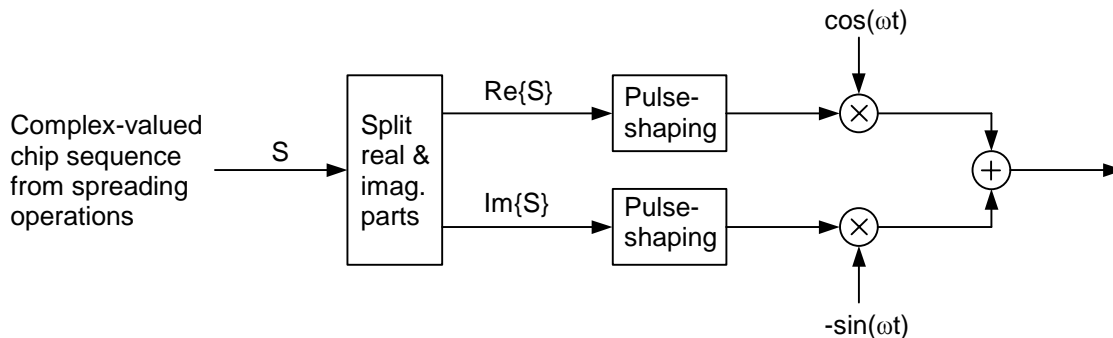 cos(ωt)
Complex-valued
chip sequence
from spreading
operations
S
Split
real &
imag.
parts
Re{S}
Pulse-
shaping
Im{S}
Pulse-
shaping
-sin(ωt)